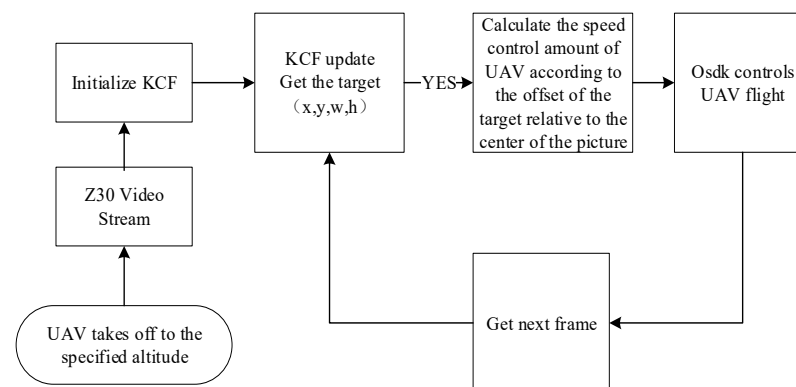 UAV takes off to the
specified altitude
Z30 Video
Stream
Initialize KCF
KCF update
Get the target
（x,y,w,h）
YES
Calculate the speed
control amount of
UAV according to
the offset of the
target relative to the
center of the picture
Osdk controls
UAV flight
Get next frame